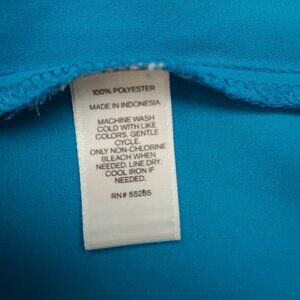 100% POLYESTER
MADE IN INDONESIA
MACHINE WASH
COLD WITH LIKE
COLORS, GENTLE
CYCLE.
ONLY NON-CHLORINE
BLEACH WHEN
NEEDED. LINE DRY.
COOL IRON IF
NEEDED.
RN# 55285